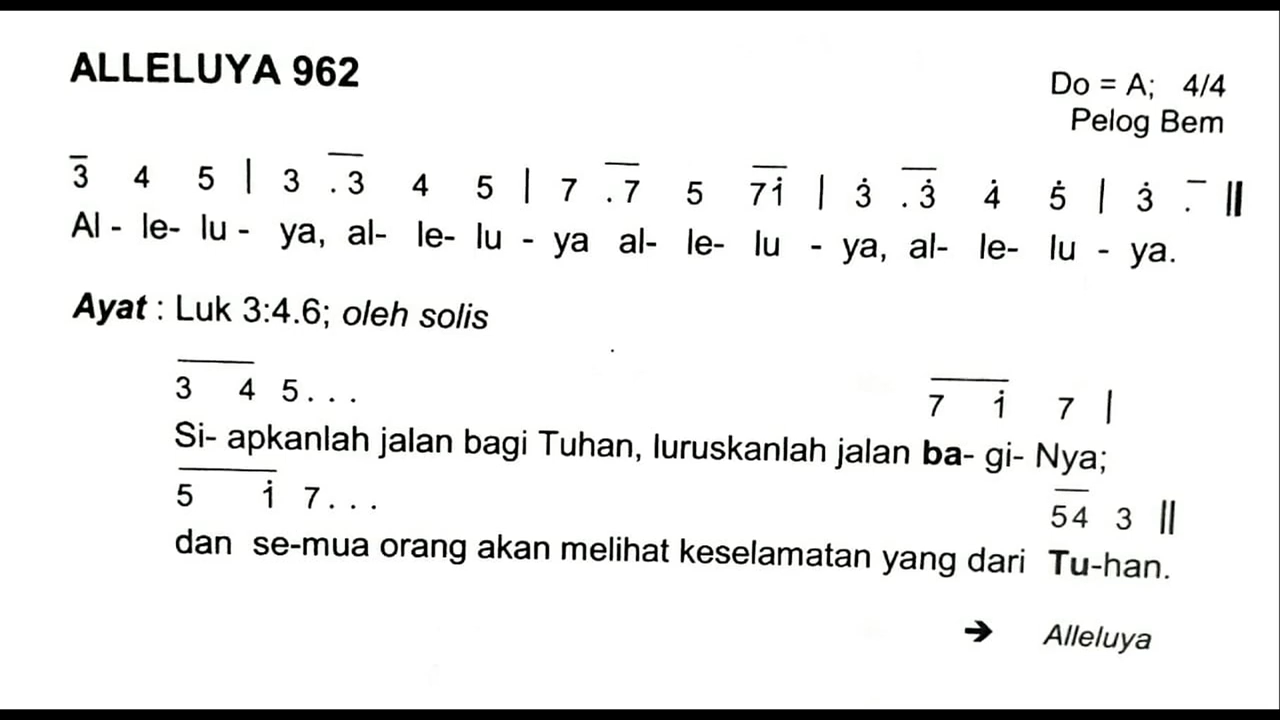 ALLELUYA 962
Do = A; 4/4
Pelog Bem
3̅ 4 5 | 3 .̅3̅ 4 5 | 7 .̅7̅ 5 7̅1̇̅ | 3̇ .̅3̇̅ 4̇ 5̇ | 3̇ .̅ ||
Al - le- lu - ya, al- le- lu - ya al- le- lu - ya, al- le- lu - ya.
Ayat : Luk 3:4.6; oleh solis
3̅ 4̅ 5 . . . 7̅ 1̇̅ 7 |
Si- apkanlah jalan bagi Tuhan, luruskanlah jalan ba- gi- Nya;
5̅ 1̇̅ 7 . . . 5̅4̅ 3 ||
dan se-mua orang akan melihat keselamatan yang dari Tu-han.
→ Alleluya